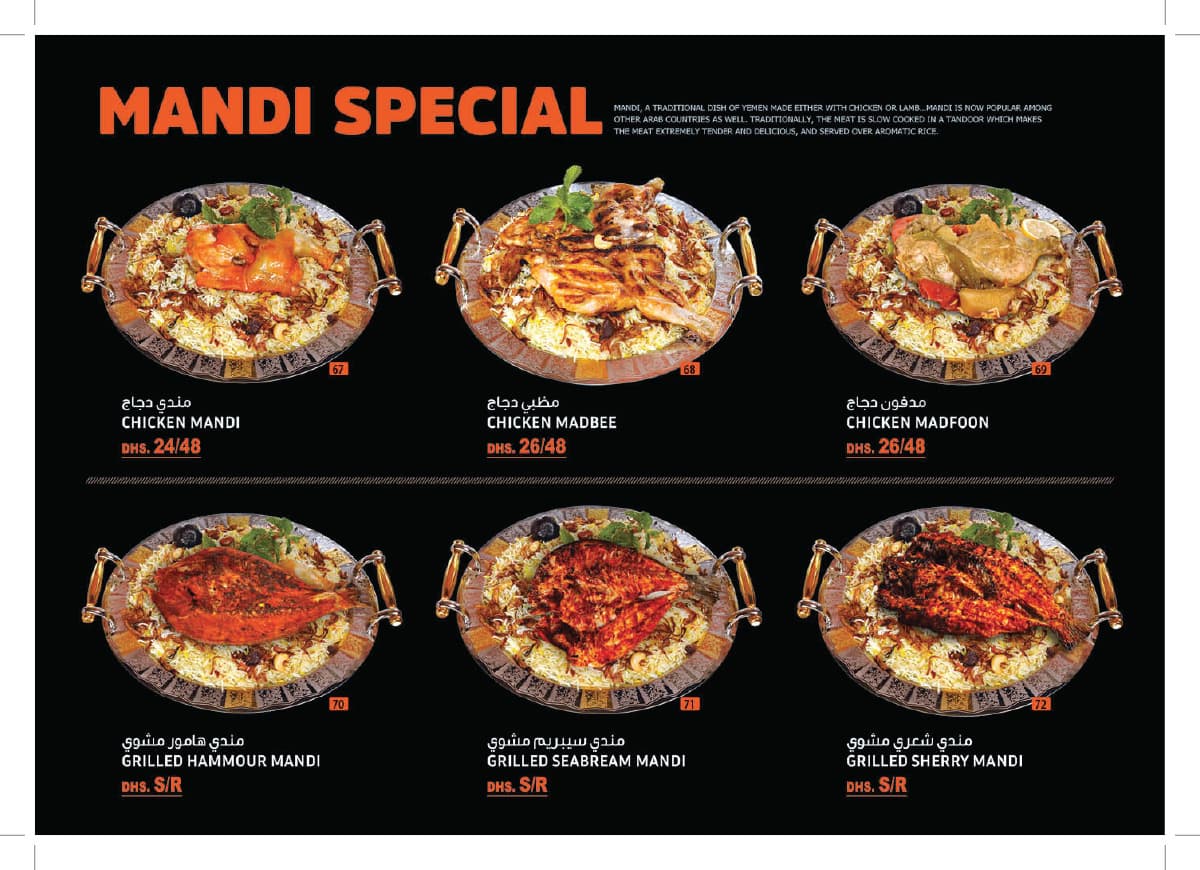 MANDI SPECIAL
MANDI, A TRADITIONAL DISH OF YEMEN MADE EITHER WITH CHICKEN OR LAMB...MANDI IS NOW POPULAR AMONG
OTHER ARAB COUNTRIES AS WELL. TRADITIONALLY, THE MEAT IS SLOW COOKED IN A TANDOOR WHICH MAKES
THE MEAT EXTREMELY TENDER AND DELICIOUS, AND SERVED OVER AROMATIC RICE.
67
مندي دجاج
CHICKEN MANDI
DHS. 24/48
68
مظبي دجاج
CHICKEN MADBEE
DHS. 26/48
69
مدفون دجاج
CHICKEN MADFOON
DHS. 26/48
70
مندي هامور مشوي
GRILLED HAMMOUR MANDI
DHS. S/R
71
مندي سيبريم مشوي
GRILLED SEABREAM MANDI
DHS. S/R
72
مندي شعري مشوي
GRILLED SHERRY MANDI
DHS. S/R